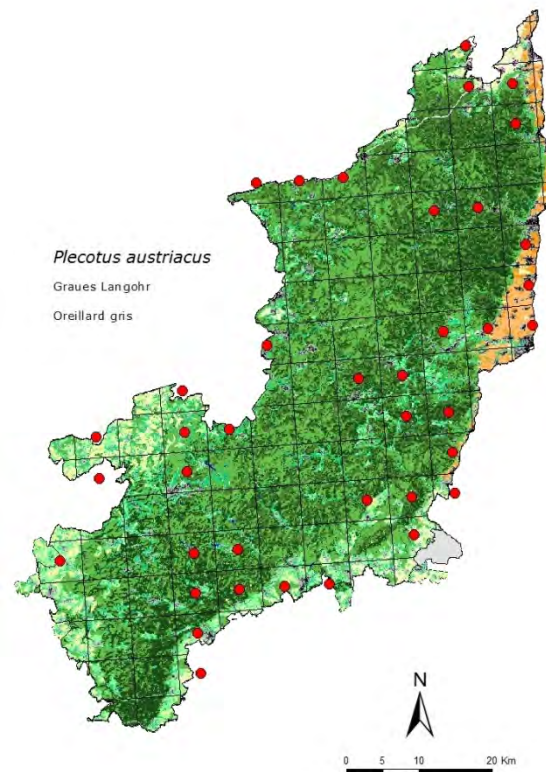 Plecotus austriacus
Graues Langohr
Oreillard gris
N
0 5 10 20 Km